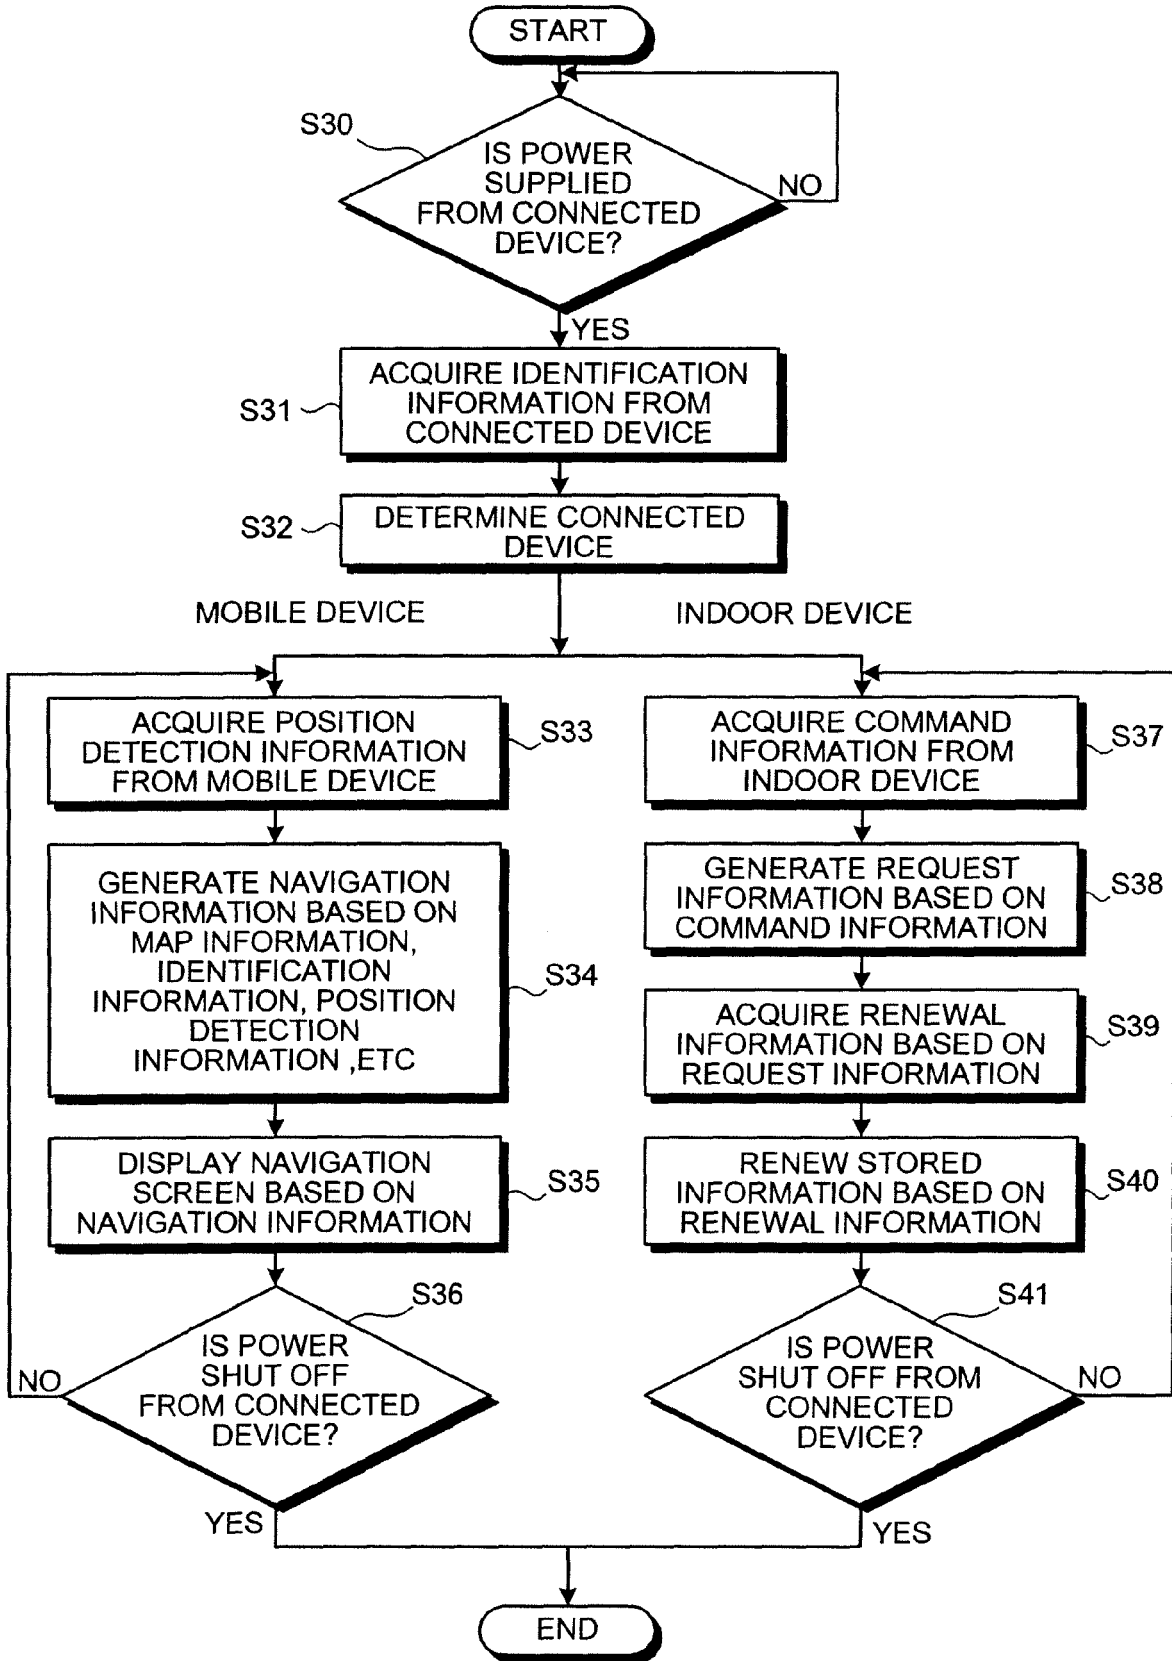 START
S30
IS POWER
SUPPLIED
FROM CONNECTED
DEVICE?
NO
YES
S31
ACQUIRE IDENTIFICATION
INFORMATION FROM
CONNECTED DEVICE
S32
DETERMINE CONNECTED
DEVICE
MOBILE DEVICE
INDOOR DEVICE
ACQUIRE POSITION
DETECTION INFORMATION
FROM MOBILE DEVICE
S33
GENERATE NAVIGATION
INFORMATION BASED ON
MAP INFORMATION,
IDENTIFICATION
INFORMATION, POSITION
DETECTION
INFORMATION ,ETC
S34
DISPLAY NAVIGATION
SCREEN BASED ON
NAVIGATION INFORMATION
S35
S36
IS POWER
SHUT OFF
FROM CONNECTED
DEVICE?
NO
YES
ACQUIRE COMMAND
INFORMATION FROM
INDOOR DEVICE
S37
GENERATE REQUEST
INFORMATION BASED ON
COMMAND INFORMATION
S38
ACQUIRE RENEWAL
INFORMATION BASED ON
REQUEST INFORMATION
S39
RENEW STORED
INFORMATION BASED ON
RENEWAL INFORMATION
S40
S41
IS POWER
SHUT OFF FROM
CONNECTED
DEVICE?
NO
YES
END